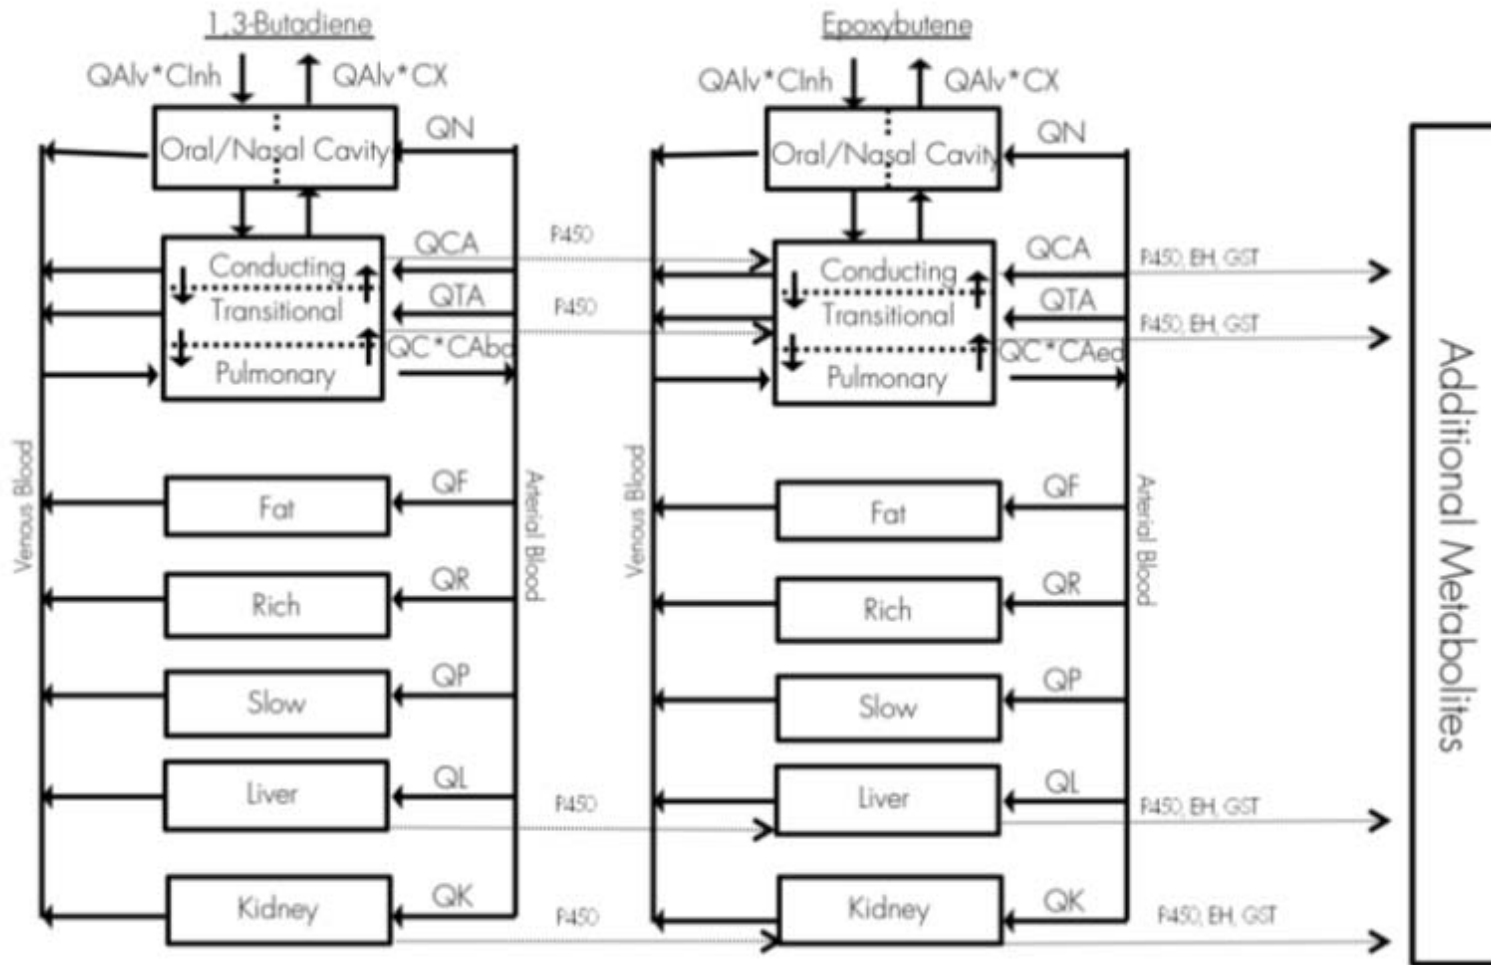 1,3-Butadiene
QAlv*CInh
QAlv*CX
Oral/Nasal Cavity
QN
Conducting
QCA
Transitional
QTA
QC*CAbd
Pulmonary
Venous Blood
Arterial Blood
Fat
QF
Rich
QR
Slow
QP
Liver
QL
Kidney
QK
P450
P450
P450
P450
Epoxybutene
QAlv*CInh
QAlv*CX
Oral/Nasal Cavity
QN
Conducting
QCA
Transitional
QTA
QC*CAed
Pulmonary
Venous Blood
Arterial Blood
Fat
QF
Rich
QR
Slow
QP
Liver
QL
Kidney
QK
P450, EH, GST
P450, EH, GST
P450, EH, GST
P450, EH, GST
Additional Metabolites